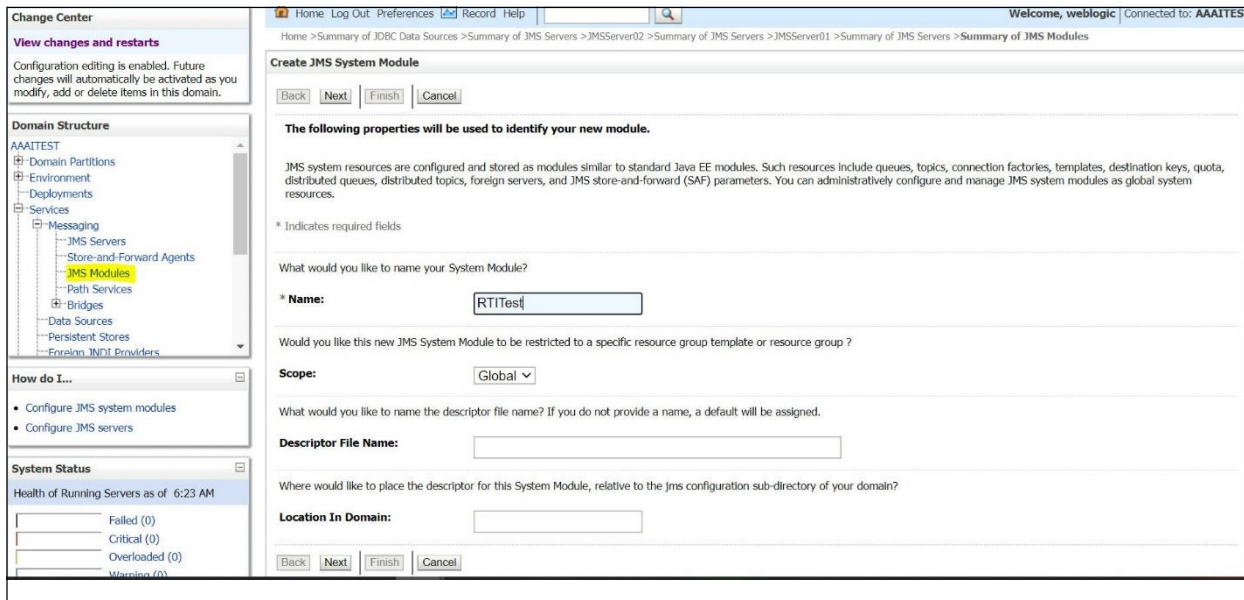 Change Center
View changes and restarts
Configuration editing is enabled. Future
changes will automatically be activated as you
modify, add or delete items in this domain.
Domain Structure
AAAITEST
Domain Partitions
Environment
Deployments
Services
Messaging
JMS Servers
Store-and-Forward Agents
JMS Modules
Path Services
Bridges
Data Sources
Persistent Stores
Foreign JNDI Providers
How do I...
Configure JMS system modules
Configure JMS servers
System Status
Health of Running Servers as of 6:23 AM
Failed (0)
Critical (0)
Overloaded (0)
Warning (0)
Home Log Out Preferences Record Help
Welcome, weblogic Connected to: AAAITES
Home >Summary of JDBC Data Sources >Summary of JMS Servers >JMSServer02 >Summary of JMS Servers >JMSServer01 >Summary of JMS Servers >Summary of JMS Modules
Create JMS System Module
Back Next Finish Cancel
The following properties will be used to identify your new module.
JMS system resources are configured and stored as modules similar to standard Java EE modules. Such resources include queues, topics, connection factories, templates, destination keys, quota,
distributed queues, distributed topics, foreign servers, and JMS store-and-forward (SAF) parameters. You can administratively configure and manage JMS system modules as global system
resources.
* Indicates required fields
What would you like to name your System Module?
* Name: RTITest
Would you like this new JMS System Module to be restricted to a specific resource group template or resource group ?
Scope: Global
What would you like to name the descriptor file name? If you do not provide a name, a default will be assigned.
Descriptor File Name:
Where would like to place the descriptor for this System Module, relative to the jms configuration sub-directory of your domain?
Location In Domain:
Back Next Finish Cancel